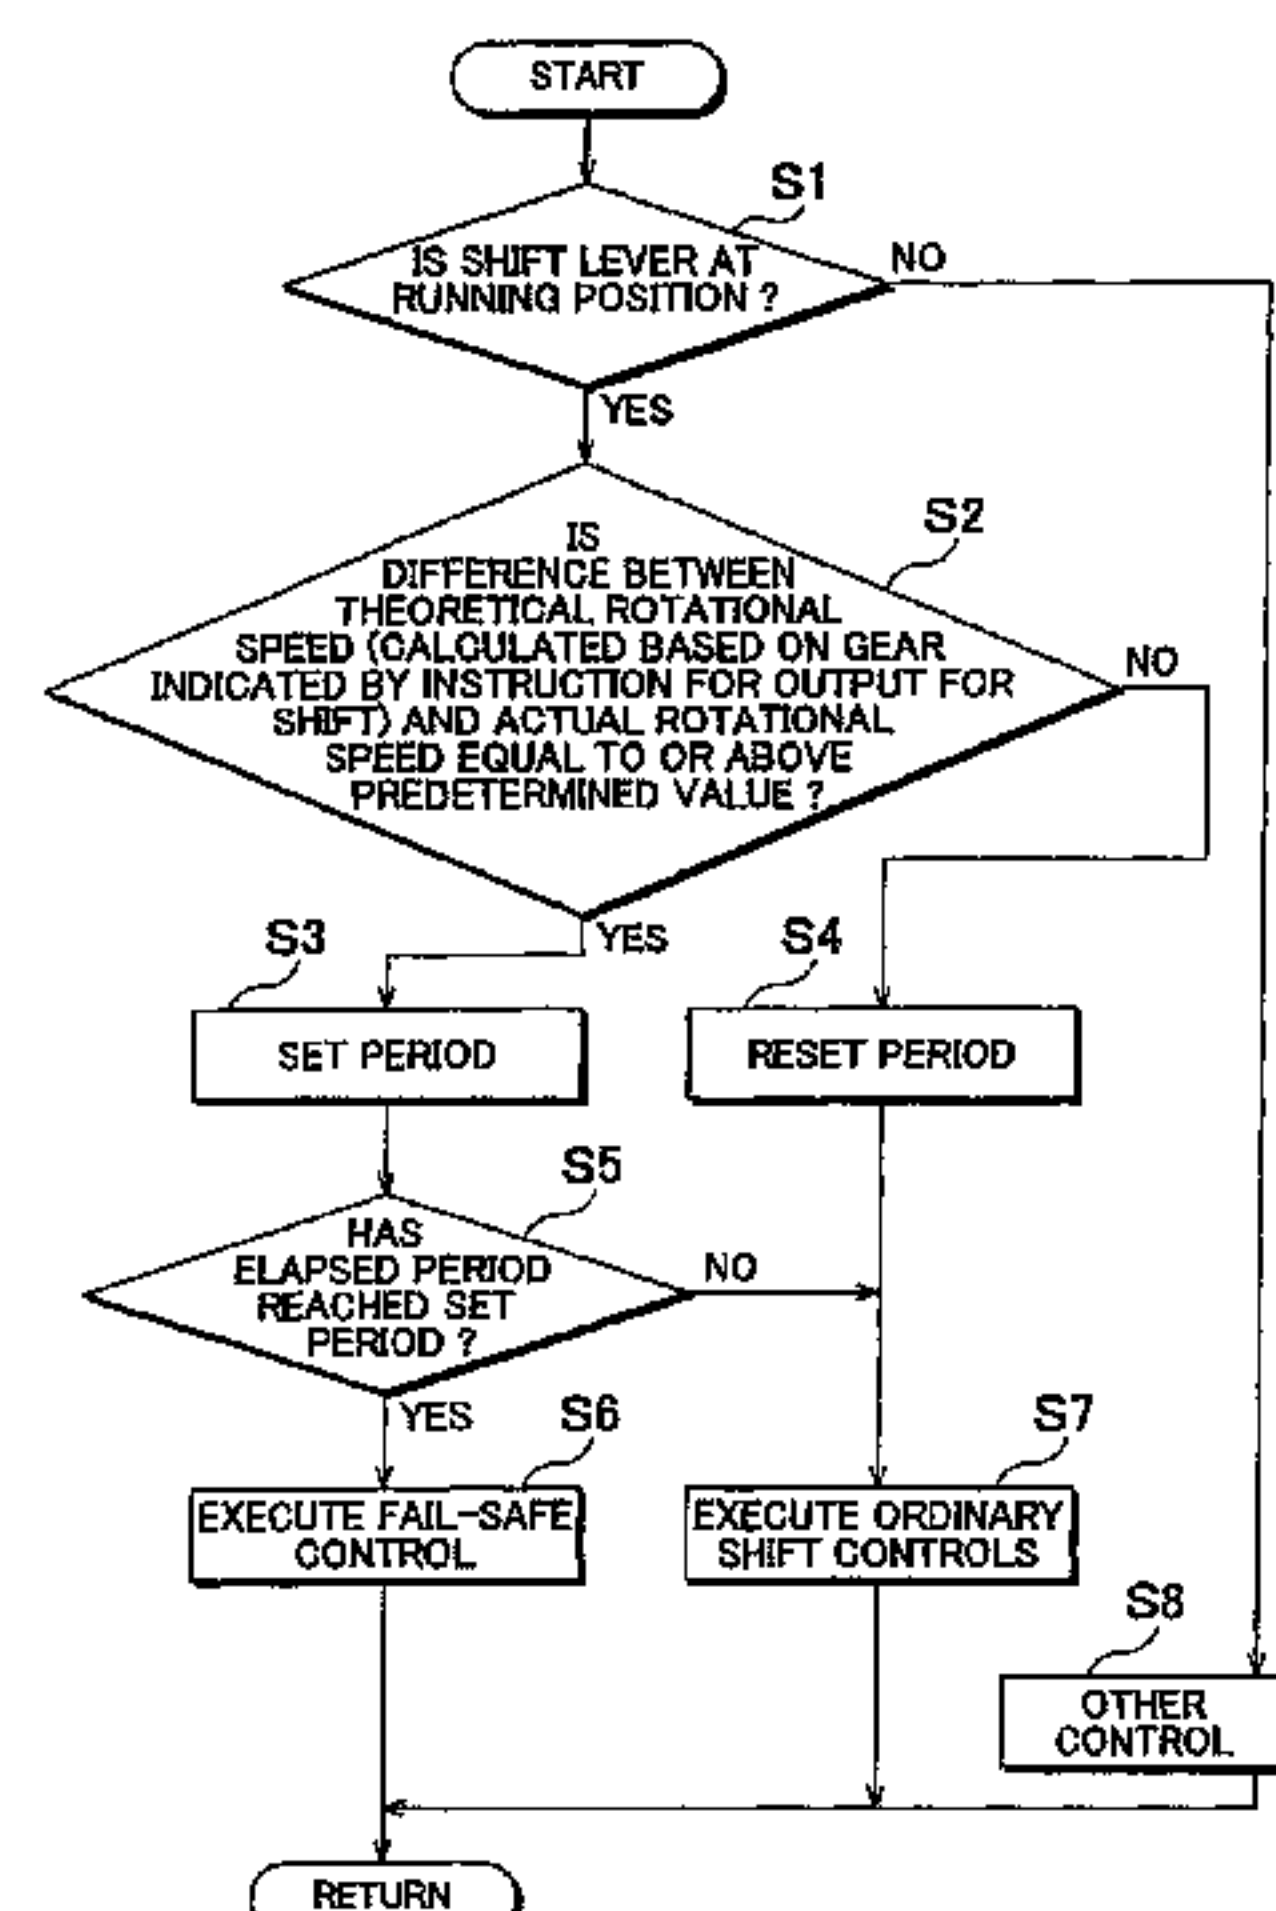 START
S1
IS SHIFT LEVER AT
RUNNING POSITION ?
NO
YES
S2
IS
DIFFERENCE BETWEEN
THEORETICAL ROTATIONAL
SPEED (CALCULATED BASED ON GEAR
INDICATED BY INSTRUCTION FOR OUTPUT FOR
SHIFT) AND ACTUAL ROTATIONAL
SPEED EQUAL TO OR ABOVE
PREDETERMINED VALUE ?
NO
YES
S3
SET PERIOD
S4
RESET PERIOD
S5
HAS
ELAPSED PERIOD
REACHED SET
PERIOD ?
NO
YES
S6
EXECUTE FAIL-SAFE
CONTROL
S7
EXECUTE ORDINARY
SHIFT CONTROLS
S8
OTHER
CONTROL
RETURN